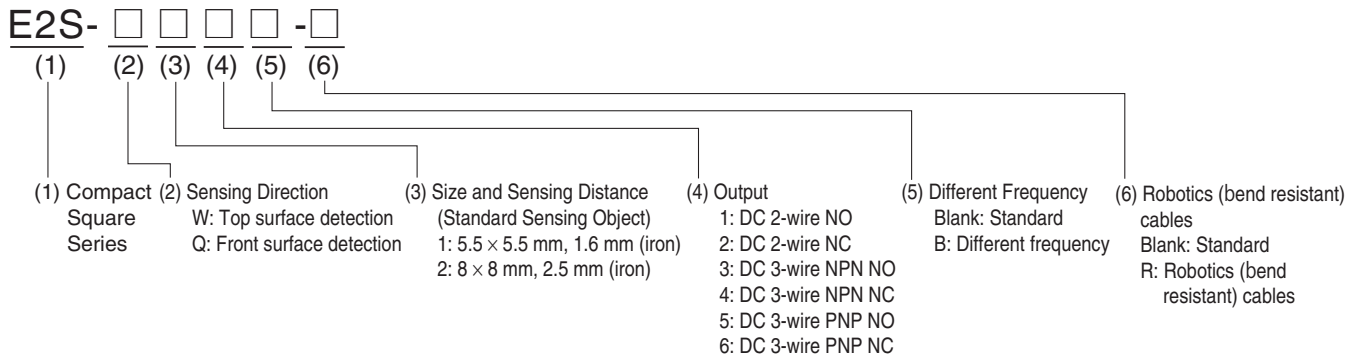 E2S- □ □ □ □ -□
(1) (2) (3) (4) (5) (6)
(1) Compact
Square
Series
(2) Sensing Direction
W: Top surface detection
Q: Front surface detection
(3) Size and Sensing Distance
(Standard Sensing Object)
1: 5.5 × 5.5 mm, 1.6 mm (iron)
2: 8 × 8 mm, 2.5 mm (iron)
(4) Output
1: DC 2-wire NO
2: DC 2-wire NC
3: DC 3-wire NPN NO
4: DC 3-wire NPN NC
5: DC 3-wire PNP NO
6: DC 3-wire PNP NC
(5) Different Frequency
Blank: Standard
B: Different frequency
(6) Robotics (bend resistant)
cables
Blank: Standard
R: Robotics (bend
resistant) cables